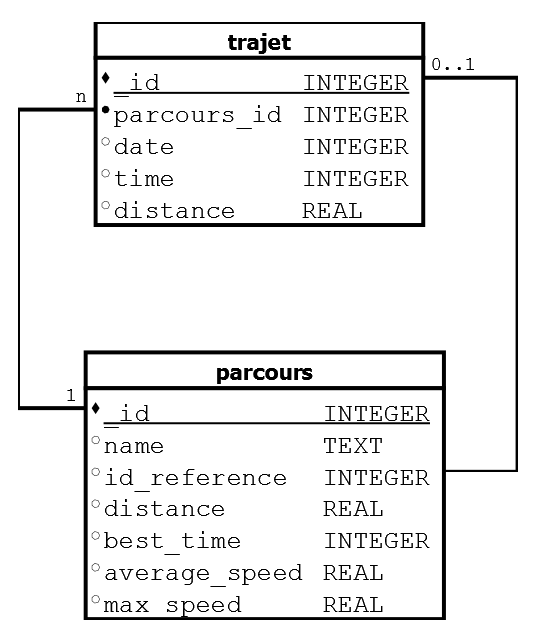 trajet
0..1
_id INTEGER
n
parcours_id INTEGER
date INTEGER
time INTEGER
distance REAL
parcours
1
_id INTEGER
name TEXT
id_reference INTEGER
distance REAL
best_time INTEGER
average_speed REAL
max_speed REAL